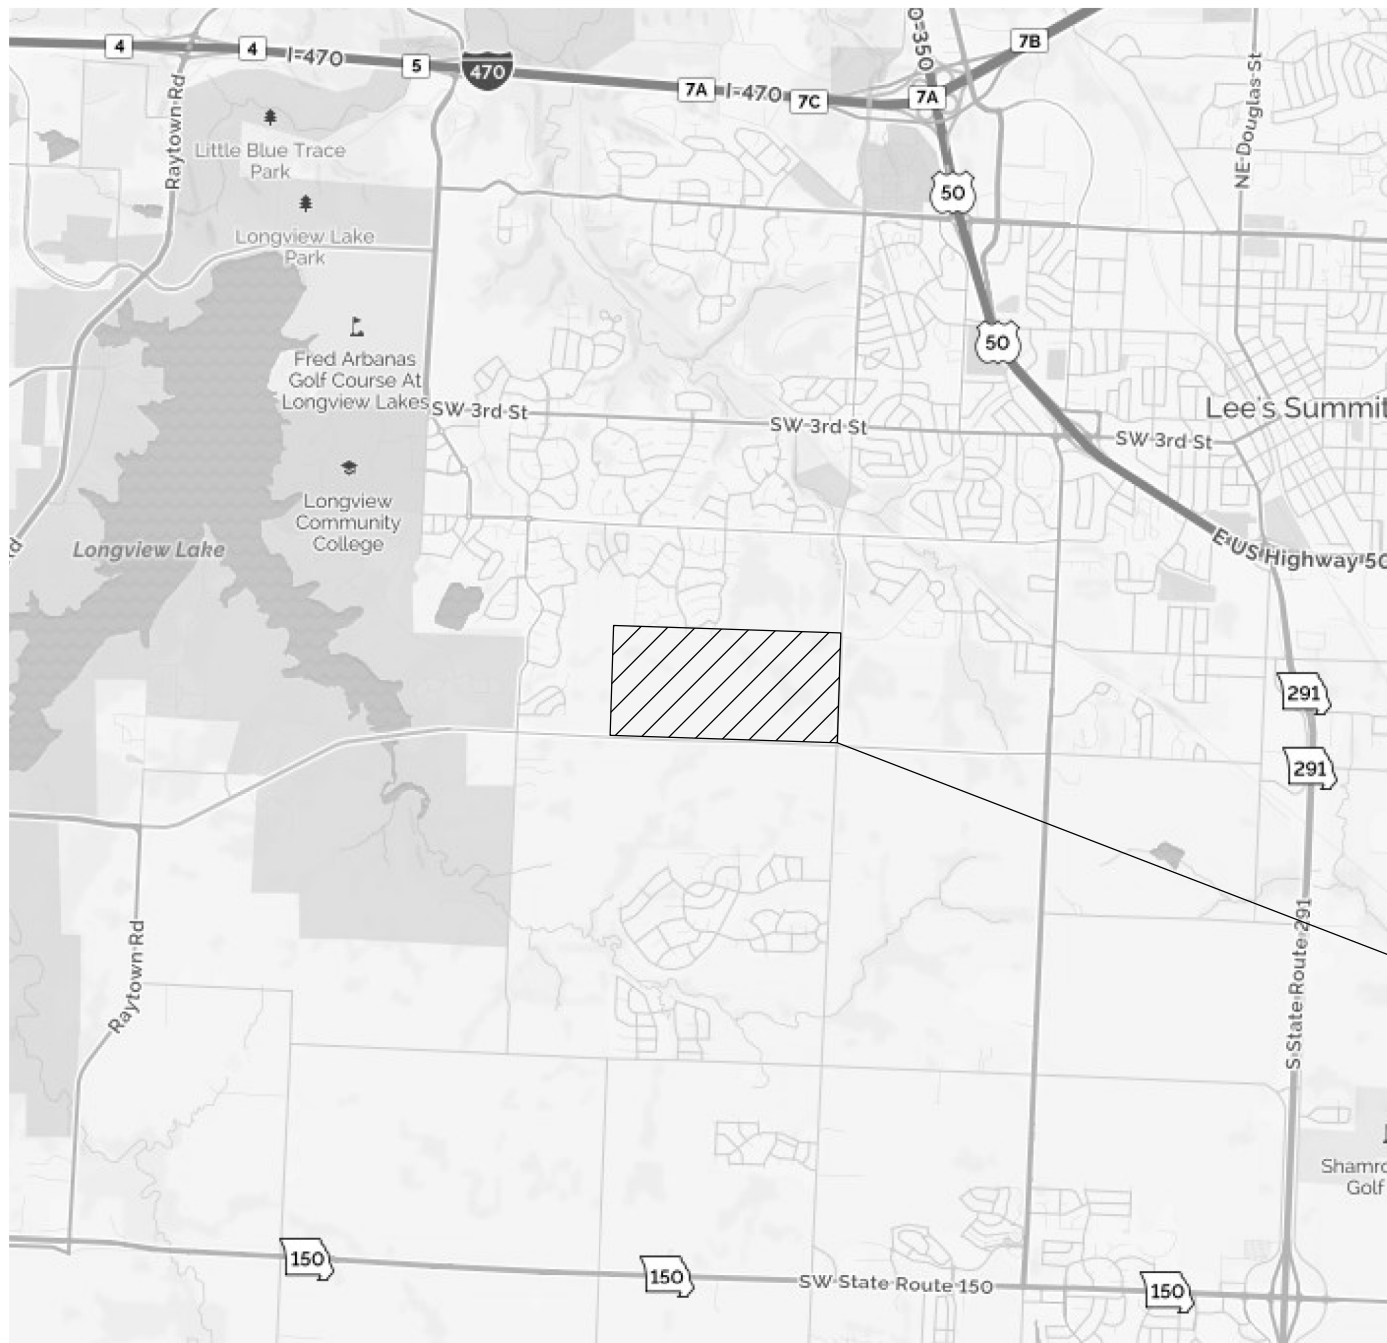 4
4
I-470
5
470
7A
I-470
7C
7A
7B
50
NE Douglas St
Raytown Rd
Little Blue Trace
Park
Longview Lake
Park
50
Fred Arbanas
Golf Course At
Longview Lakes
SW 3rd St
SW 3rd St
SW 3rd St
Lee's Summit
Longview
Community
College
Longview Lake
E US Highway 50
291
291
Raytown Rd
S State Route 291
Golf
150
150
SW State Route 150
150